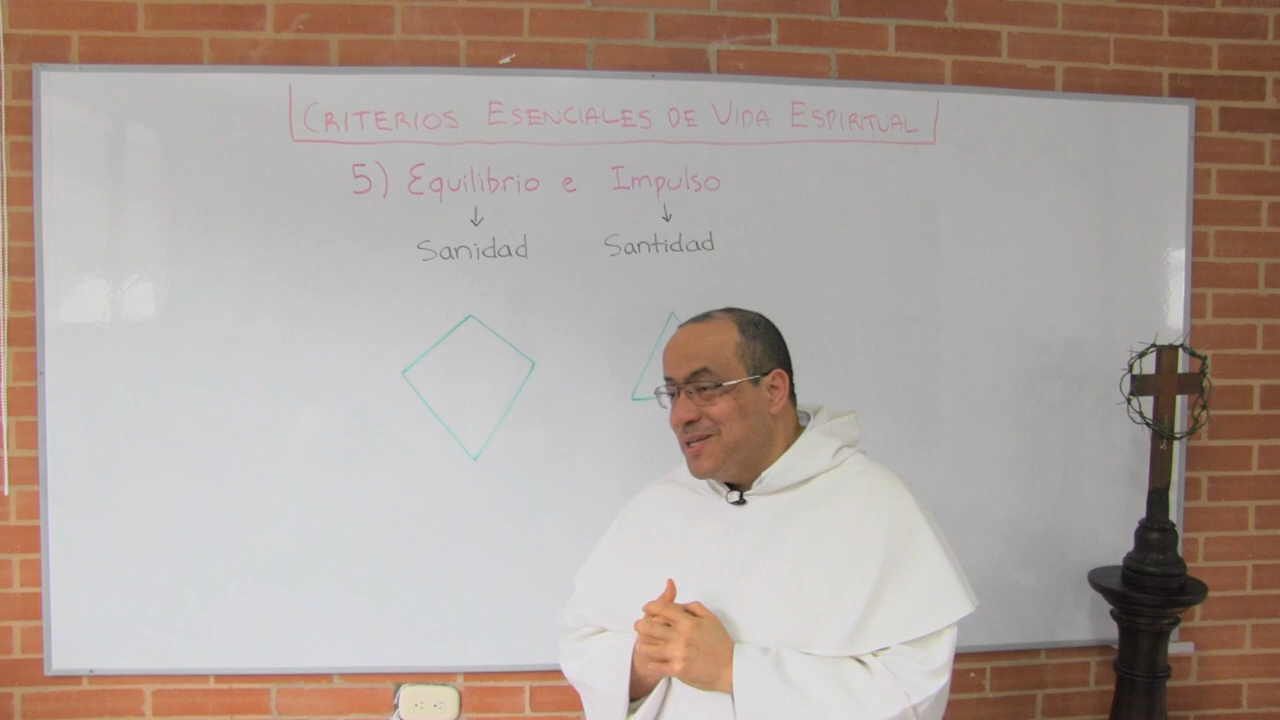 CRITERIOS ESENCIALES DE VIDA ESPIRITUAL
5) Equilibrio e Impulso
Sanidad Santidad